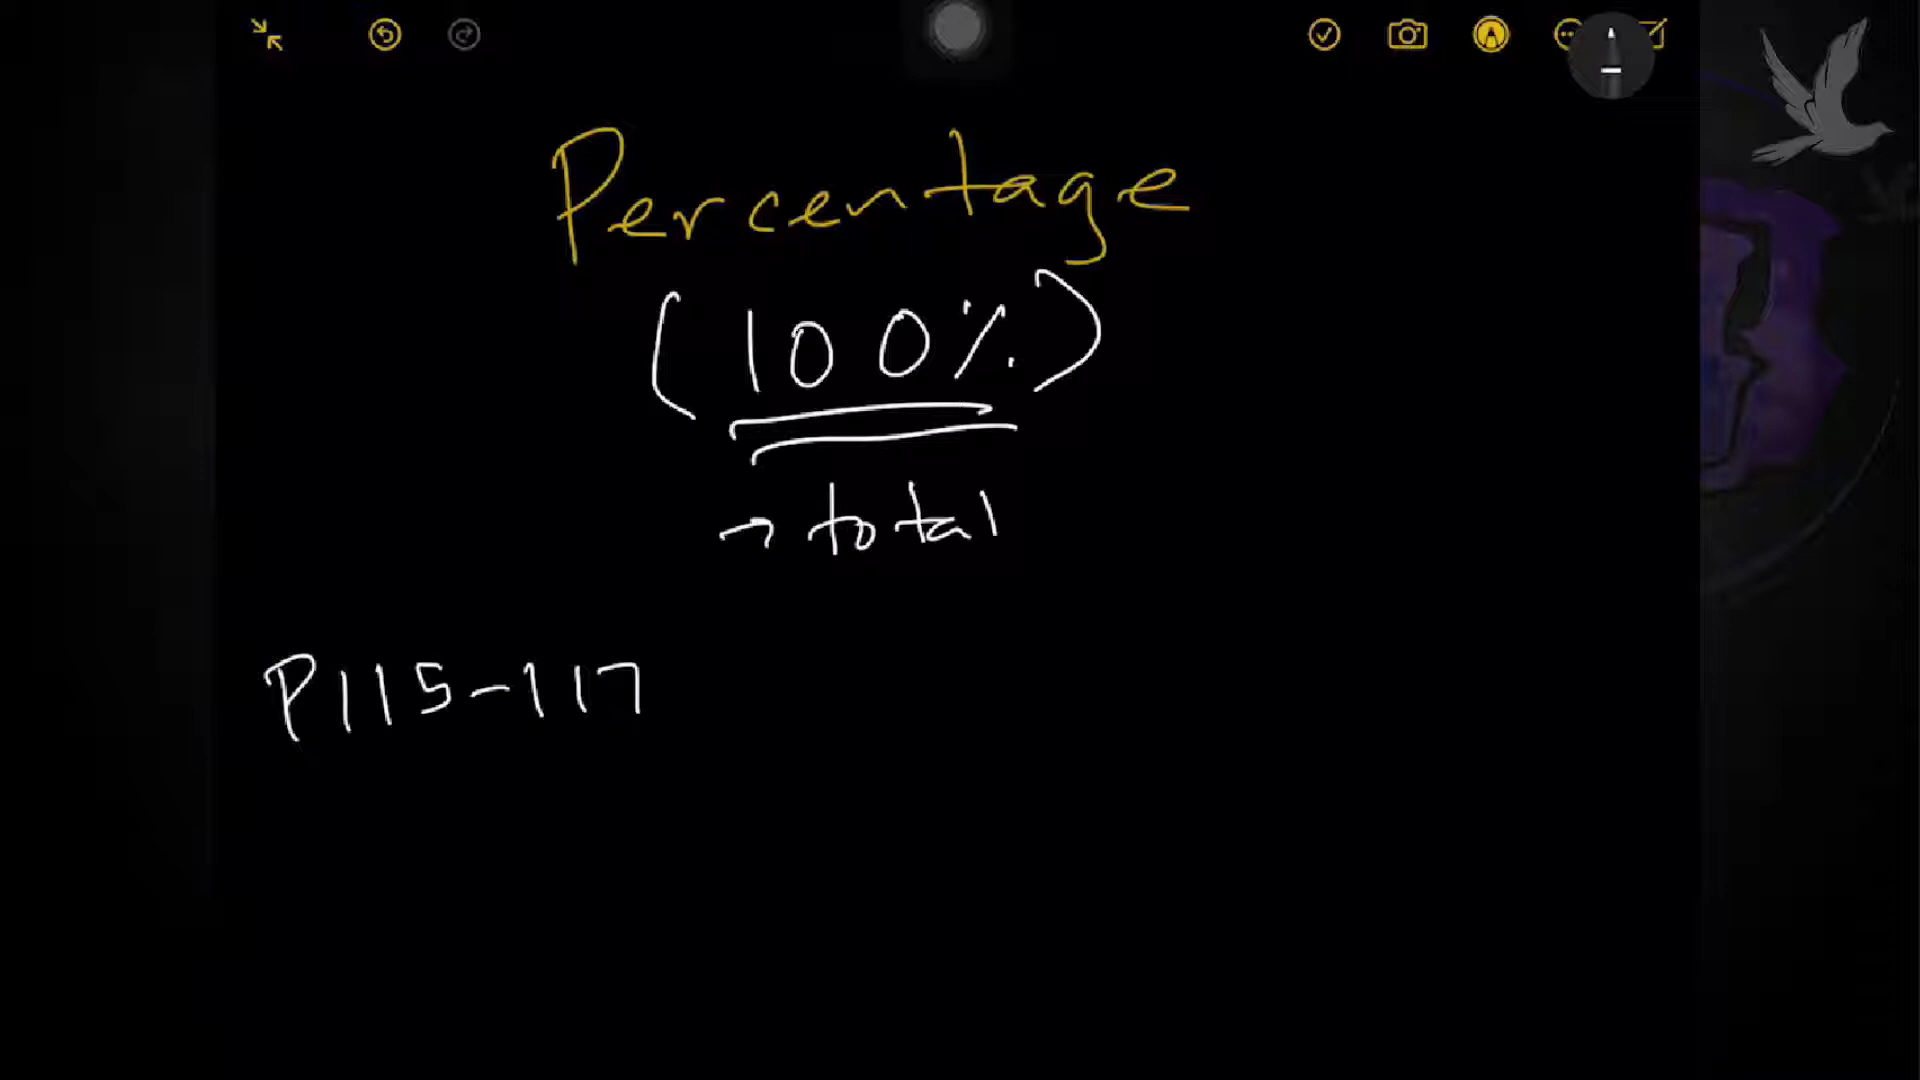 Percentage
(100%)
→ total
P115-117